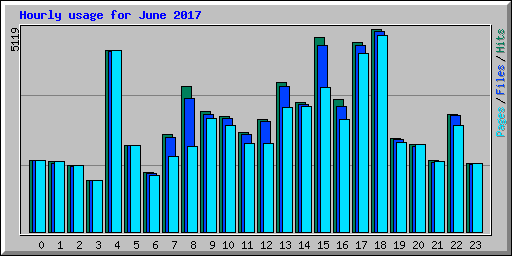 Hourly usage for June 2017
5119
Pages/Files/Hits
0 1 2 3 4 5 6 7 8 9 10 11 12 13 14 15 16 17 18 19 20 21 22 23